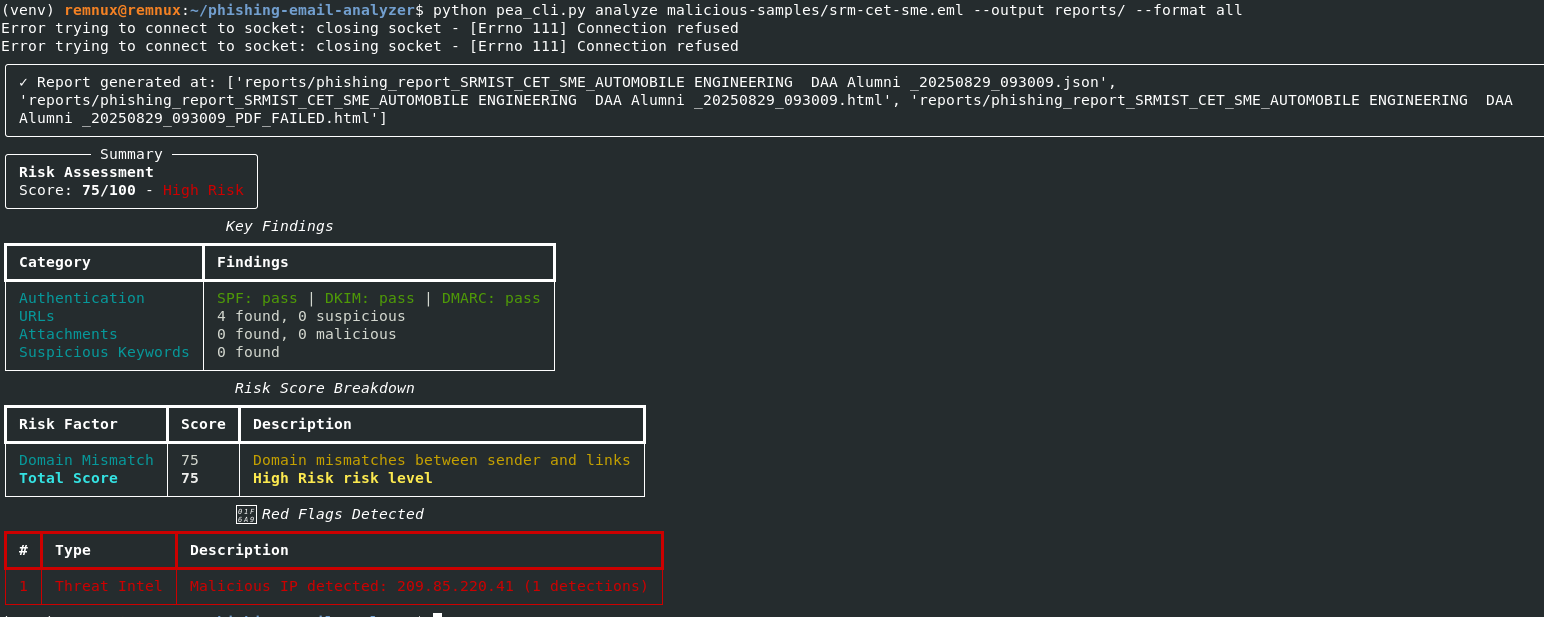 (venv) remnux@remnux:~/phishing-email-analyzer$ python pea_cli.py analyze malicious-samples/srm-cet-sme.eml --output reports/ --format all
Error trying to connect to socket: closing socket - [Errno 111] Connection refused
Error trying to connect to socket: closing socket - [Errno 111] Connection refused
✓ Report generated at: ['reports/phishing_report_SRMIST_CET_SME_AUTOMOBILE ENGINEERING  DAA Alumni _20250829_093009.json',
'reports/phishing_report_SRMIST_CET_SME_AUTOMOBILE ENGINEERING  DAA Alumni _20250829_093009.html', 'reports/phishing_report_SRMIST_CET_SME_AUTOMOBILE ENGINEERING  DAA
Alumni _20250829_093009_PDF_FAILED.html']
Summary
Risk Assessment
Score: 75/100 - High Risk
Key Findings
Category Findings
Authentication SPF: pass | DKIM: pass | DMARC: pass
URLs 4 found, 0 suspicious
Attachments 0 found, 0 malicious
Suspicious Keywords 0 found
Risk Score Breakdown
Risk Factor Score Description
Domain Mismatch 75 Domain mismatches between sender and links
Total Score 75 High Risk risk level
Red Flags Detected
# Type Description
1 Threat Intel Malicious IP detected: 209.85.220.41 (1 detections)